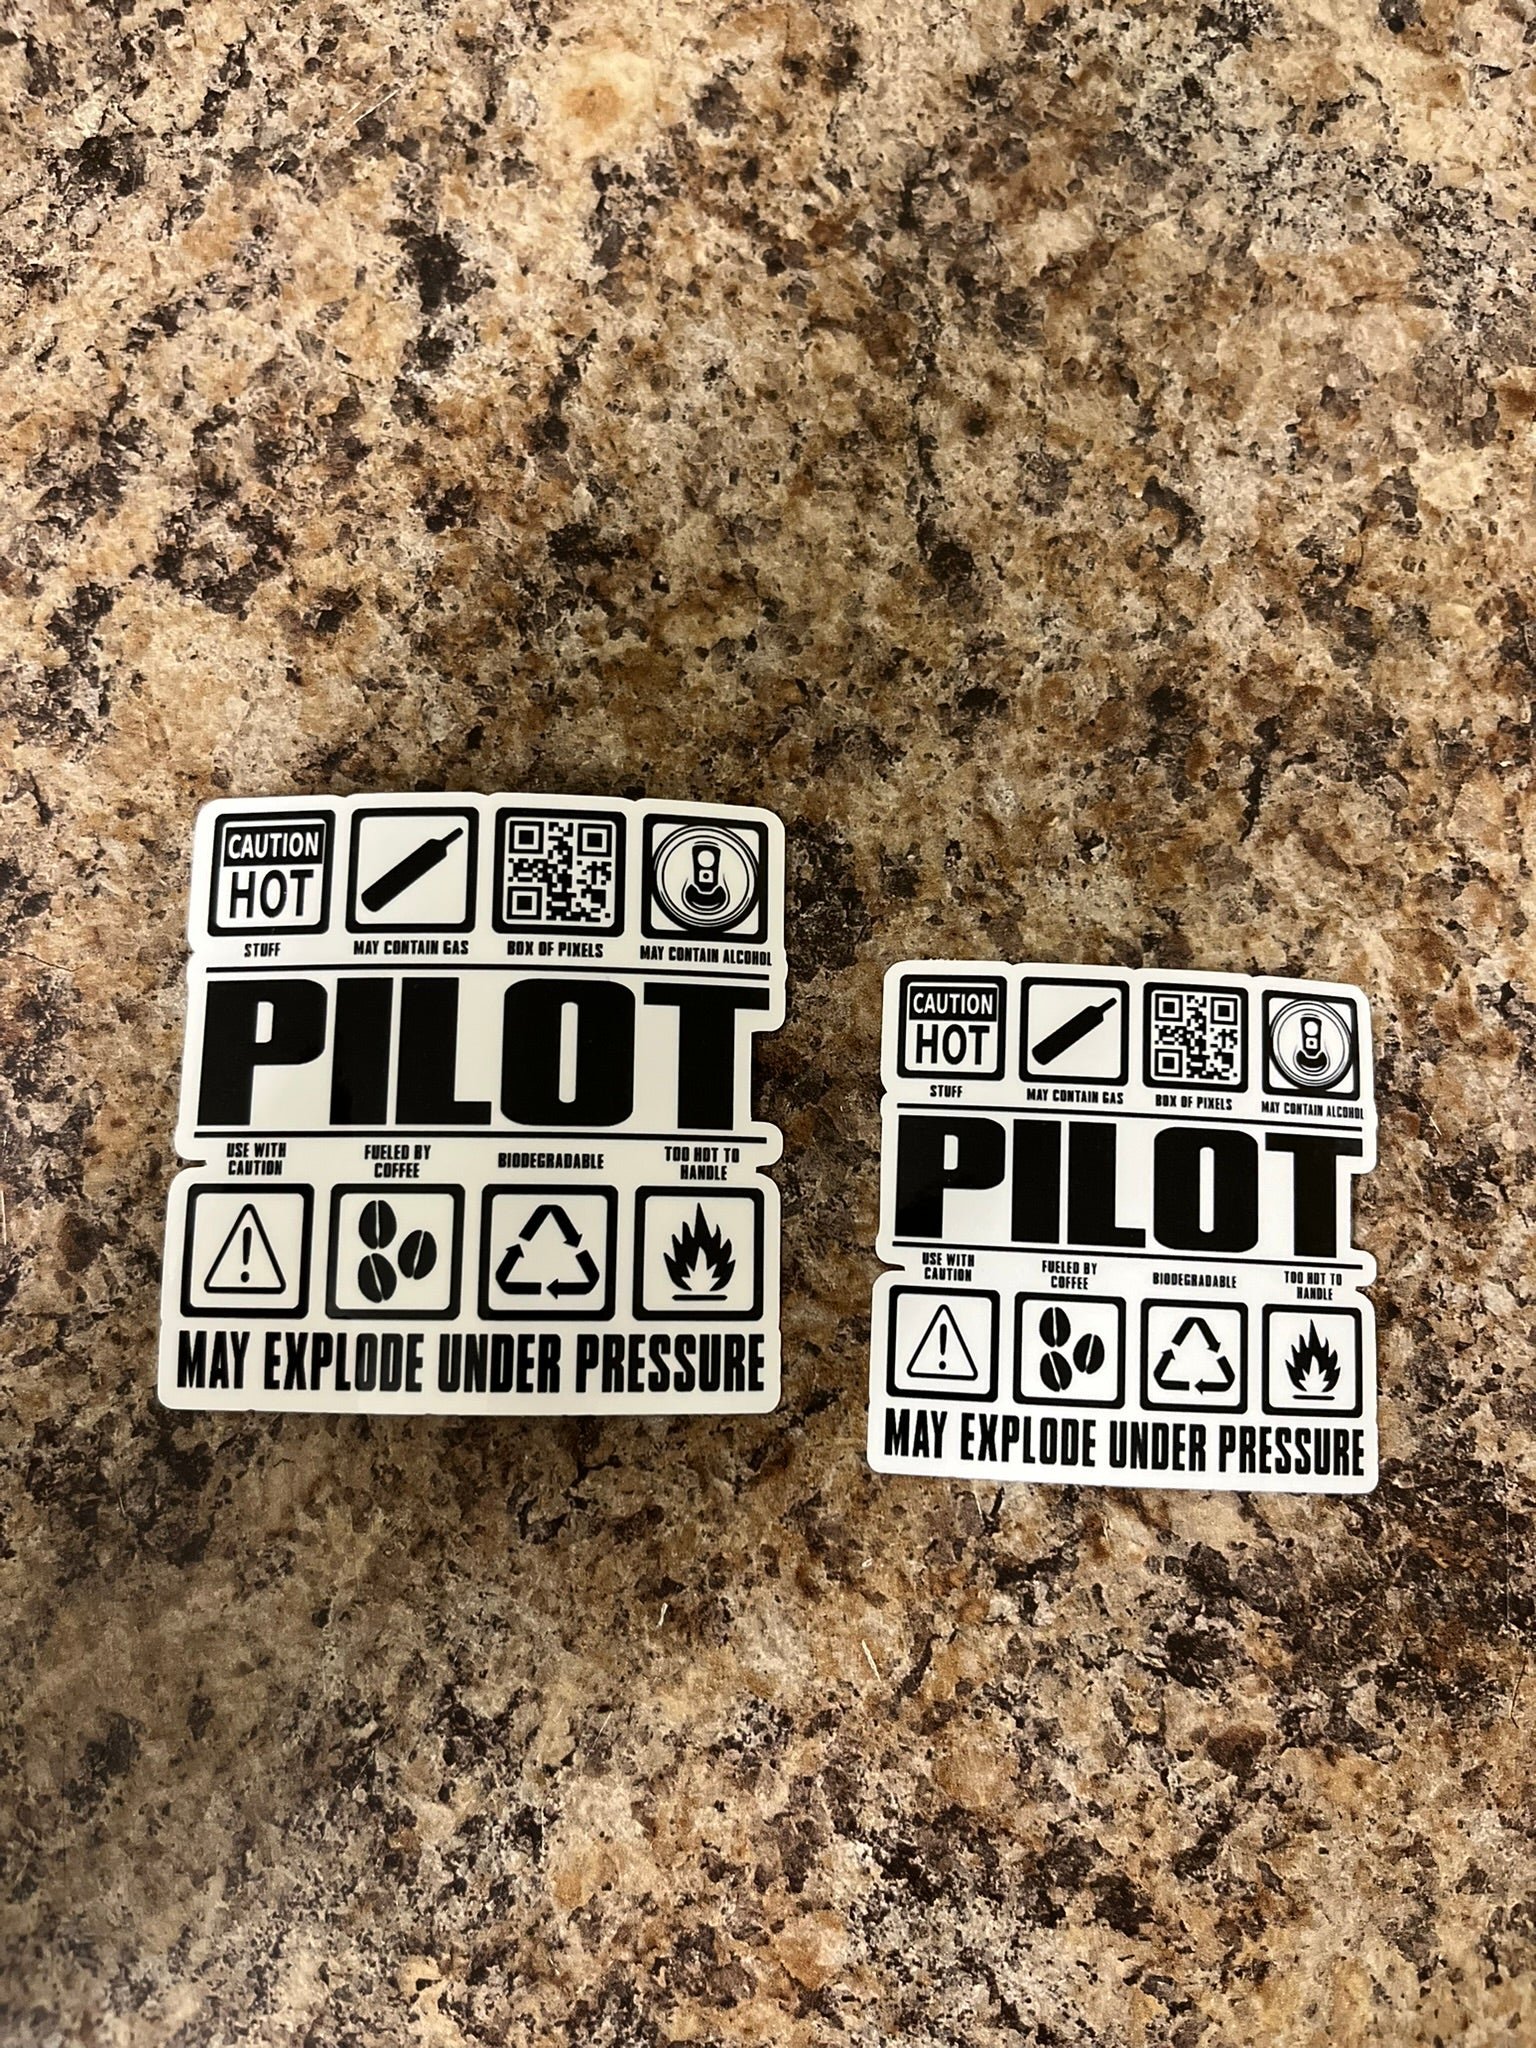 CAUTION
HOT
STUFF
MAY CONTAIN GAS
BOX OF PIXELS
MAY CONTAIN ALCOHOL
PILOT
USE WITH
CAUTION
FUELED BY
COFFEE
BIODEGRADABLE
TOO HOT TO
HANDLE
MAY EXPLODE UNDER PRESSURE
CAUTION
HOT
STUFF
MAY CONTAIN GAS
BOX OF PIXELS
MAY CONTAIN ALCOHOL
PILOT
USE WITH
CAUTION
FUELED BY
COFFEE
BIODEGRADABLE
TOO HOT TO
HANDLE
MAY EXPLODE UNDER PRESSURE